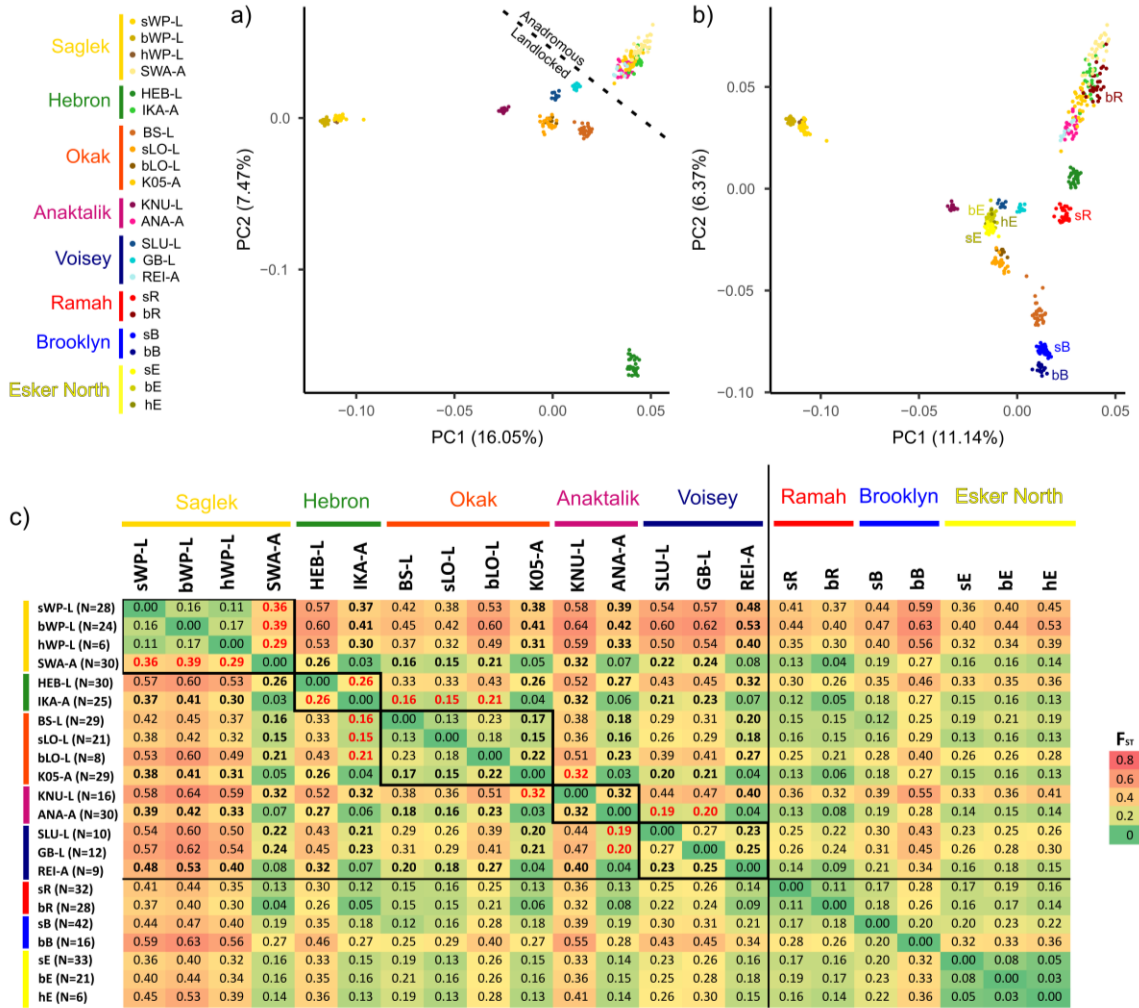 Saglek
sWP-L
bWP-L
hWP-L
SWA-A
Hebron
HEB-L
IKA-A
Okak
BS-L
sLO-L
bLO-L
K05-A
Anaktalik
KNU-L
ANA-A
Voisey
SLU-L
GB-L
REI-A
Ramah
sR
bR
Brooklyn
sB
bB
Esker North
sE
bE
hE
a)
Anadromous
Landlocked
PC2 (7.47%)
0.0
−0.1
−0.10 −0.05 0.00 0.05
PC1 (16.05%)
b)
bR
sR
bE
hE
sE
sB
bB
PC2 (6.37%)
0.05
0.00
−0.05
−0.10
−0.10 −0.05 0.00 0.05
PC1 (11.14%)
c)
Saglek Hebron Okak Anaktalik Voisey Ramah Brooklyn Esker North
sWP-L bWP-L hWP-L SWA-A HEB-L IKA-A BS-L sLO-L bLO-L K05-A KNU-L ANA-A SLU-L GB-L REI-A sR bR sB bB sE bE hE
sWP-L (N=28) 0.00 0.16 0.11 0.36 0.57 0.37 0.42 0.38 0.53 0.38 0.58 0.39 0.54 0.57 0.48 0.41 0.37 0.44 0.59 0.36 0.40 0.45
bWP-L (N=24) 0.16 0.00 0.17 0.39 0.60 0.41 0.45 0.42 0.60 0.41 0.64 0.42 0.60 0.62 0.53 0.44 0.40 0.47 0.63 0.40 0.44 0.53
hWP-L (N=6) 0.11 0.17 0.00 0.29 0.53 0.30 0.37 0.32 0.49 0.31 0.59 0.33 0.50 0.54 0.40 0.35 0.30 0.40 0.56 0.32 0.34 0.39
SWA-A (N=30) 0.36 0.39 0.29 0.00 0.26 0.03 0.16 0.15 0.21 0.05 0.32 0.07 0.22 0.24 0.08 0.13 0.04 0.19 0.27 0.16 0.16 0.14
HEB-L (N=30) 0.57 0.60 0.53 0.26 0.00 0.26 0.33 0.33 0.43 0.26 0.52 0.27 0.43 0.45 0.32 0.30 0.26 0.35 0.46 0.33 0.35 0.36
IKA-A (N=25) 0.37 0.41 0.30 0.03 0.26 0.00 0.16 0.15 0.21 0.04 0.32 0.06 0.21 0.23 0.07 0.12 0.05 0.18 0.27 0.15 0.16 0.13
BS-L (N=29) 0.42 0.45 0.37 0.16 0.33 0.16 0.00 0.13 0.23 0.17 0.38 0.18 0.29 0.31 0.20 0.15 0.15 0.12 0.25 0.19 0.21 0.19
sLO-L (N=21) 0.38 0.42 0.32 0.15 0.33 0.15 0.13 0.00 0.18 0.15 0.36 0.16 0.26 0.29 0.18 0.16 0.15 0.16 0.29 0.13 0.16 0.13
bLO-L (N=8) 0.53 0.60 0.49 0.21 0.43 0.21 0.23 0.18 0.00 0.22 0.51 0.23 0.39 0.41 0.27 0.25 0.21 0.28 0.40 0.26 0.26 0.28
K05-A (N=29) 0.38 0.41 0.31 0.05 0.26 0.04 0.17 0.15 0.22 0.00 0.32 0.03 0.20 0.21 0.04 0.13 0.06 0.18 0.27 0.15 0.16 0.13
KNU-L (N=16) 0.58 0.64 0.59 0.32 0.52 0.32 0.38 0.36 0.51 0.32 0.00 0.32 0.44 0.47 0.40 0.36 0.32 0.39 0.55 0.33 0.36 0.41
ANA-A (N=30) 0.39 0.42 0.33 0.07 0.27 0.06 0.18 0.16 0.23 0.03 0.32 0.00 0.19 0.20 0.04 0.13 0.08 0.19 0.28 0.14 0.15 0.14
SLU-L (N=10) 0.54 0.60 0.50 0.22 0.43 0.21 0.29 0.26 0.39 0.20 0.44 0.19 0.00 0.27 0.23 0.25 0.22 0.30 0.43 0.23 0.25 0.26
GB-L (N=12) 0.57 0.62 0.54 0.24 0.45 0.23 0.31 0.29 0.41 0.21 0.47 0.20 0.27 0.00 0.25 0.26 0.24 0.31 0.45 0.26 0.28 0.30
REI-A (N=9) 0.48 0.53 0.40 0.08 0.32 0.07 0.20 0.18 0.27 0.04 0.40 0.04 0.23 0.25 0.00 0.14 0.09 0.21 0.34 0.16 0.18 0.15
sR (N=32) 0.41 0.44 0.35 0.13 0.30 0.12 0.15 0.16 0.25 0.13 0.36 0.13 0.25 0.26 0.14 0.00 0.11 0.17 0.28 0.17 0.19 0.16
bR (N=28) 0.37 0.40 0.30 0.04 0.26 0.05 0.15 0.15 0.21 0.06 0.32 0.08 0.22 0.24 0.09 0.11 0.00 0.18 0.26 0.16 0.17 0.14
sB (N=42) 0.44 0.47 0.40 0.19 0.35 0.18 0.12 0.16 0.28 0.18 0.39 0.19 0.30 0.31 0.21 0.17 0.18 0.00 0.20 0.20 0.23 0.22
bB (N=16) 0.59 0.63 0.56 0.27 0.46 0.27 0.25 0.29 0.40 0.27 0.55 0.28 0.43 0.45 0.34 0.28 0.26 0.20 0.00 0.32 0.33 0.36
sE (N=33) 0.36 0.40 0.32 0.16 0.33 0.15 0.19 0.13 0.26 0.15 0.33 0.14 0.23 0.26 0.16 0.17 0.16 0.20 0.32 0.00 0.08 0.05
bE (N=21) 0.40 0.44 0.34 0.16 0.35 0.16 0.21 0.16 0.26 0.16 0.36 0.15 0.25 0.28 0.18 0.19 0.17 0.23 0.33 0.08 0.00 0.03
hE (N=6) 0.45 0.53 0.39 0.14 0.36 0.13 0.19 0.13 0.28 0.13 0.41 0.14 0.26 0.30 0.15 0.16 0.14 0.22 0.36 0.05 0.03 0.00
FST
0.8
0.6
0.4
0.2
0